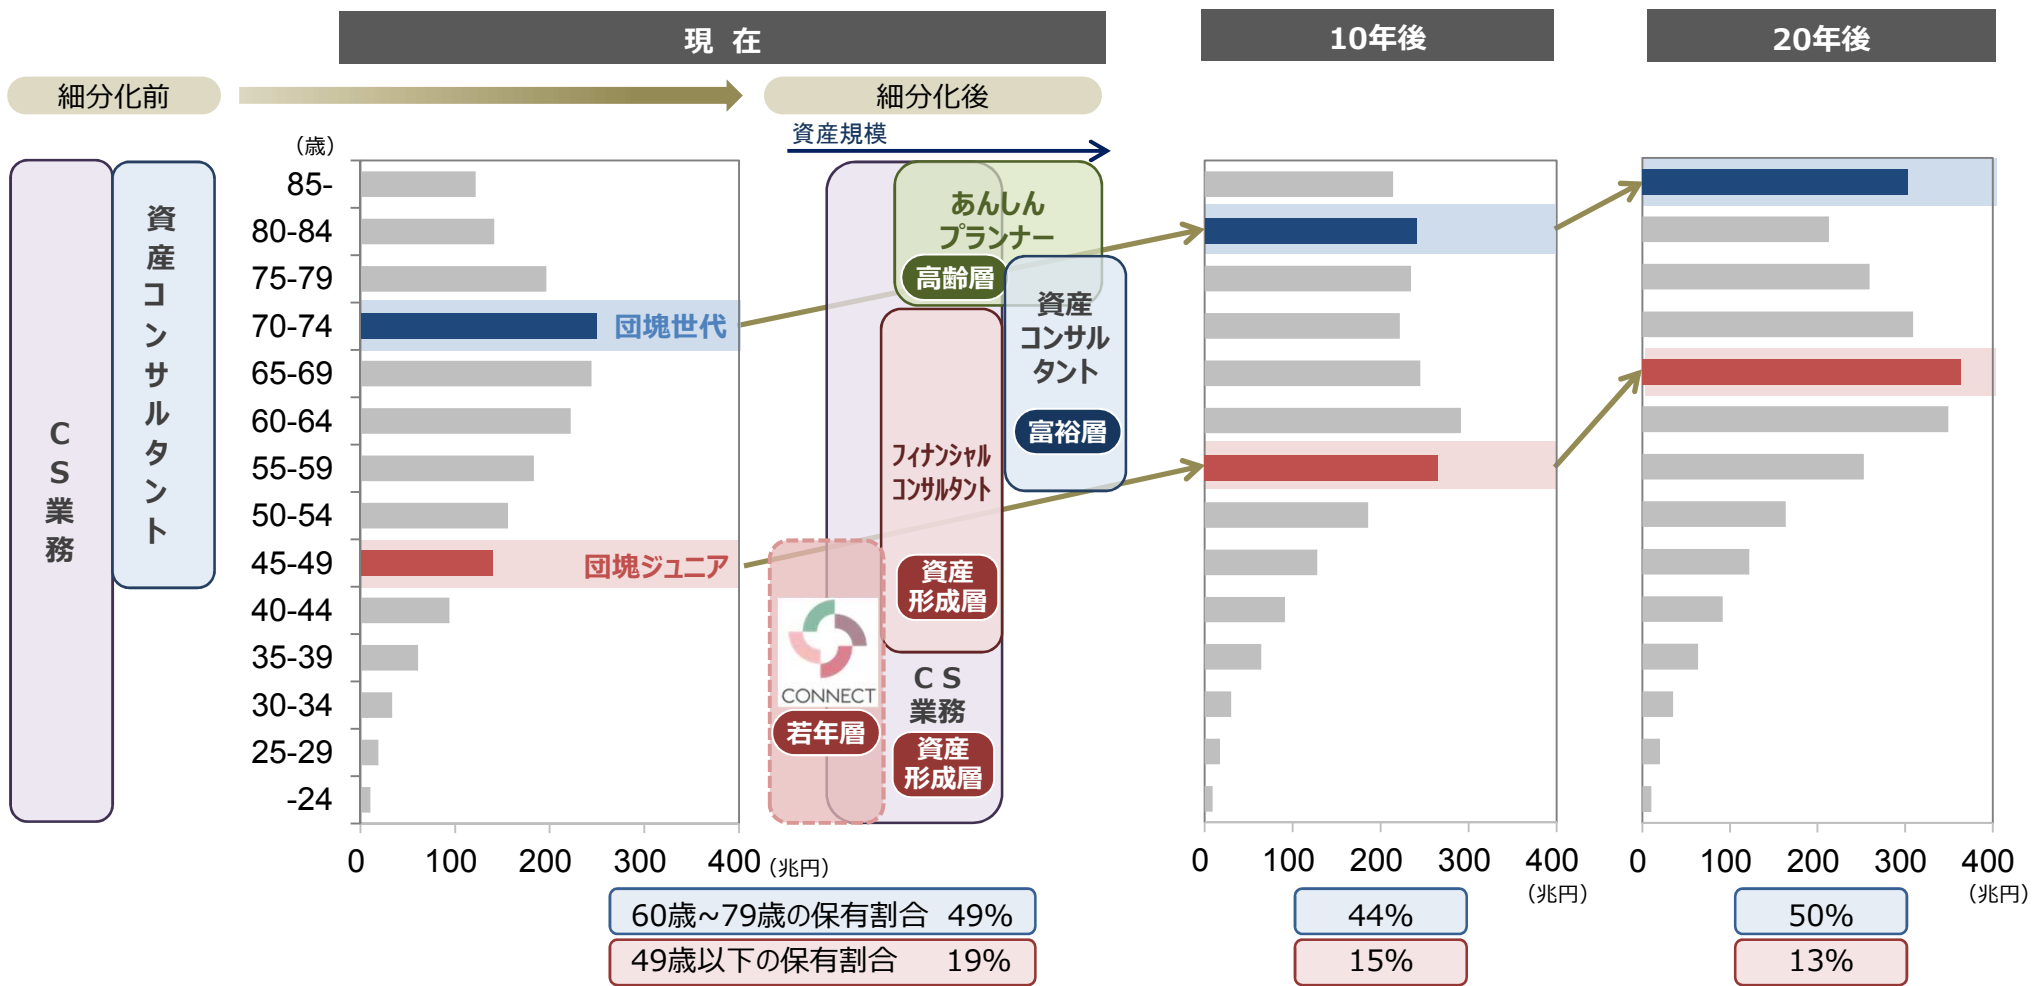 現 在
10年後
20年後
細分化前
細分化後
資産規模
（歳）
85-
80-84
75-79
70-74
65-69
60-64
55-59
50-54
45-49
40-44
35-39
30-34
25-29
-24
ＣＳ業務
資産コンサルタント
団塊世代
団塊ジュニア
あんしん
プランナー
高齢層
資産
コンサル
タント
富裕層
フィナンシャル
コンサルタント
資産
形成層
CONNECT
若年層
ＣＳ
業務
資産
形成層
0 100 200 300 400 （兆円）
0 100 200 300 400
（兆円）
0 100 200 300 400
（兆円）
60歳~79歳の保有割合 49%
44%
50%
49歳以下の保有割合 19%
15%
13%